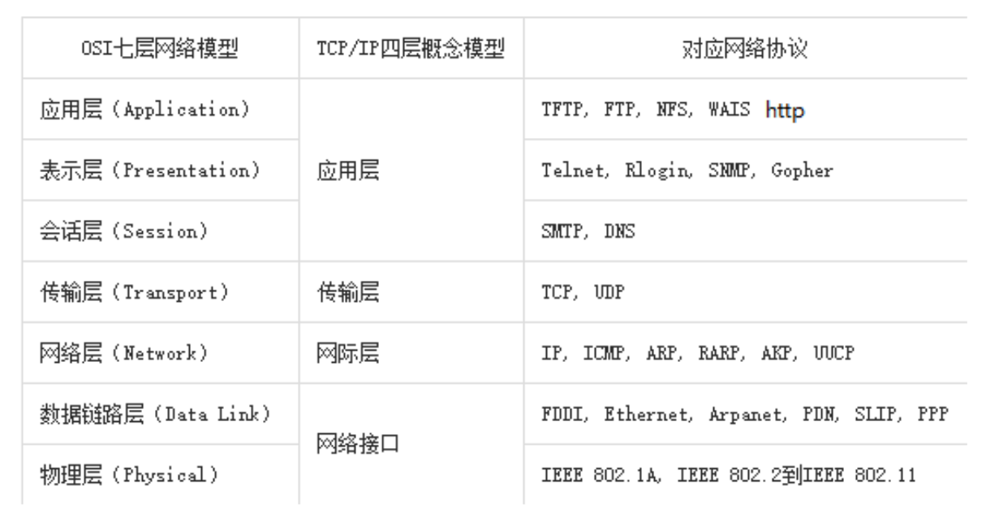 OSI七层网络模型 TCP/IP四层概念模型 对应网络协议
应用层（Application） TFTP, FTP, NFS, WAIS http
表示层（Presentation） 应用层 Telnet, Rlogin, SNMP, Gopher
会话层（Session） SMTP, DNS
传输层（Transport） 传输层 TCP, UDP
网络层（Network） 网际层 IP, ICMP, ARP, RARP, AKP, UUCP
数据链路层（Data Link） FDDI, Ethernet, Arpanet, PDN, SLIP, PPP
网络接口
物理层（Physical） IEEE 802.1A, IEEE 802.2到IEEE 802.11